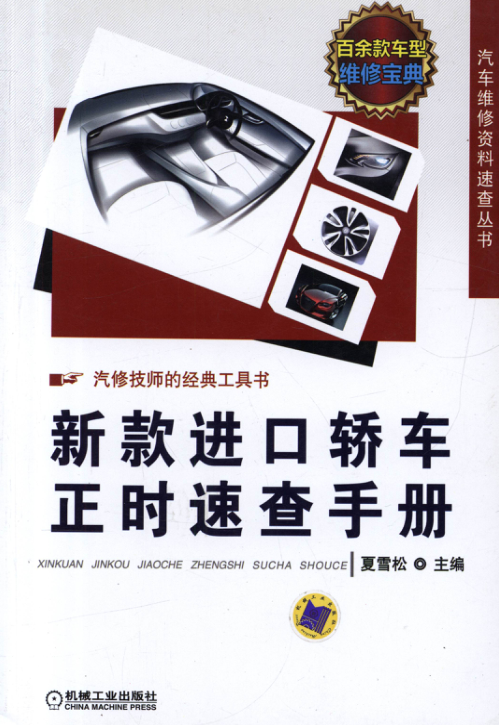 百余款车型
维修宝典
汽车维修资料速查丛书
汽修技师的经典工具书
新款进口轿车
正时速查手册
XINKUAN JINKOU JIAOCHE ZHENGSHI SUCHA SHOUCE
夏雪松 主编
机械工业出版社
CHINA MACHINE PRESS